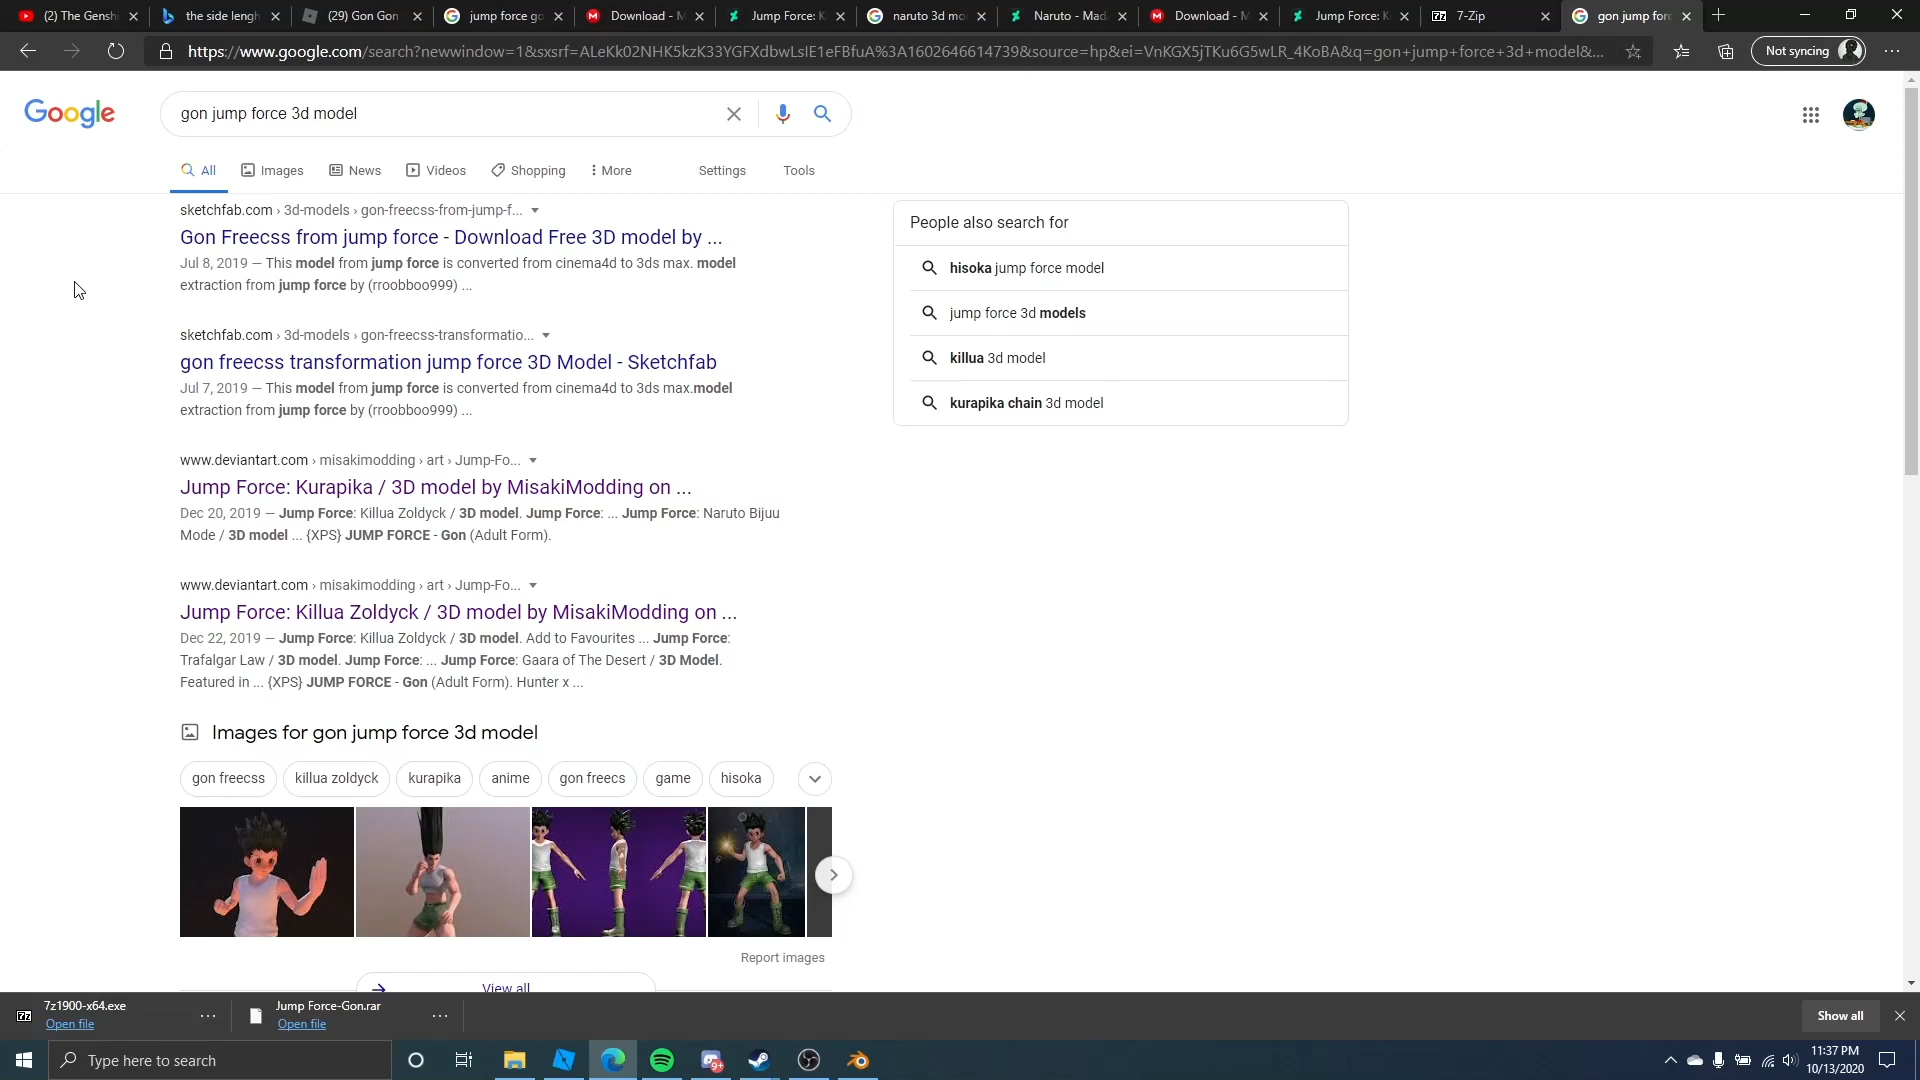 (2) The Genshi
the side lengh
(29) Gon Gon
jump force go
Download - M
Jump Force: K
naruto 3d mo
Naruto - Mad
Download - M
Jump Force: K
7-Zip
gon jump forc
https://www.google.com/search?newwindow=1&sxsrf=ALeKk02NHK5kzK33YGFXdbwLsIE1eFBfuA%3A1602646614739&source=hp&ei=VnKGX5jTKu6G5wLR_4KoBA&q=gon+jump+force+3d+model&...
Not syncing
Google
gon jump force 3d model
All
Images
News
Videos
Shopping
More
Settings
Tools
sketchfab.com › 3d-models › gon-freecss-from-jump-f...
Gon Freecss from jump force - Download Free 3D model by ...
Jul 8, 2019 — This model from jump force is converted from cinema4d to 3ds max. model
extraction from jump force by (rroobboo999) ...
sketchfab.com › 3d-models › gon-freecss-transformatio...
gon freecss transformation jump force 3D Model - Sketchfab
Jul 7, 2019 — This model from jump force is converted from cinema4d to 3ds max.model
extraction from jump force by (rroobboo999) ...
www.deviantart.com › misakimodding › art › Jump-Fo...
Jump Force: Kurapika / 3D model by MisakiModding on ...
Dec 20, 2019 — Jump Force: Killua Zoldyck / 3D model. Jump Force: ... Jump Force: Naruto Bijuu
Mode / 3D model ... {XPS} JUMP FORCE - Gon (Adult Form).
www.deviantart.com › misakimodding › art › Jump-Fo...
Jump Force: Killua Zoldyck / 3D model by MisakiModding on ...
Dec 22, 2019 — Jump Force: Killua Zoldyck / 3D model. Add to Favourites ... Jump Force:
Trafalgar Law / 3D model. Jump Force: ... Jump Force: Gaara of The Desert / 3D Model.
Featured in ... {XPS} JUMP FORCE - Gon (Adult Form). Hunter x ...
Images for gon jump force 3d model
gon freecss
killua zoldyck
kurapika
anime
gon freecs
game
hisoka
Report images
View all
People also search for
hisoka jump force model
jump force 3d models
killua 3d model
kurapika chain 3d model
7z1900-x64.exe
Open file
Jump Force-Gon.rar
Open file
Show all
Type here to search
9+
11:37 PM
10/13/2020